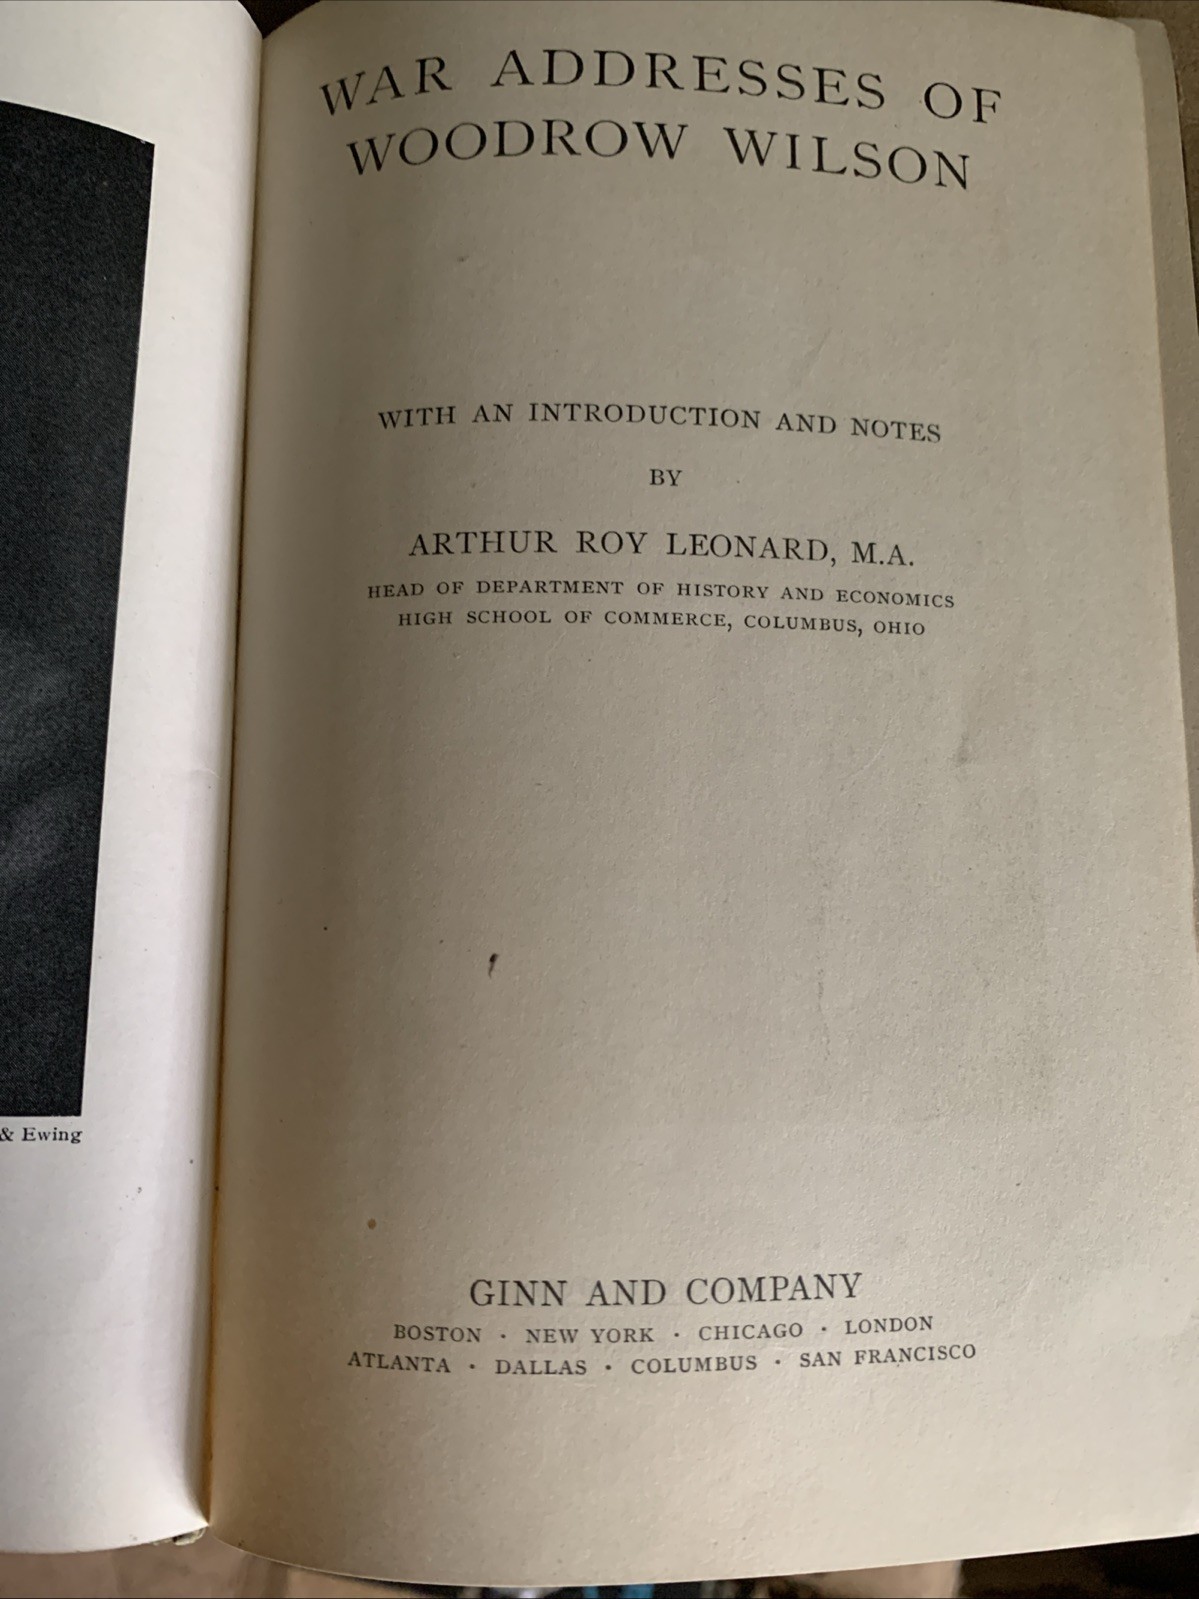 WAR ADDRESSES OF
WOODROW WILSON
WITH AN INTRODUCTION AND NOTES
BY
ARTHUR ROY LEONARD, M.A.
HEAD OF DEPARTMENT OF HISTORY AND ECONOMICS
HIGH SCHOOL OF COMMERCE, COLUMBUS, OHIO
& Ewing
GINN AND COMPANY
BOSTON · NEW YORK · CHICAGO · LONDON
ATLANTA · DALLAS · COLUMBUS · SAN FRANCISCO